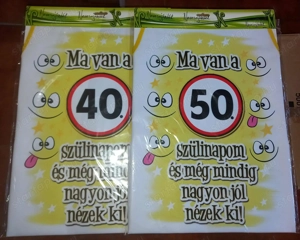 Ma van a
40.
szülinapom
és még mindig
nagyon jól
nézek ki!
Ma van a
50.
szülinapom
és még mindig
nagyon jól
nézek ki!